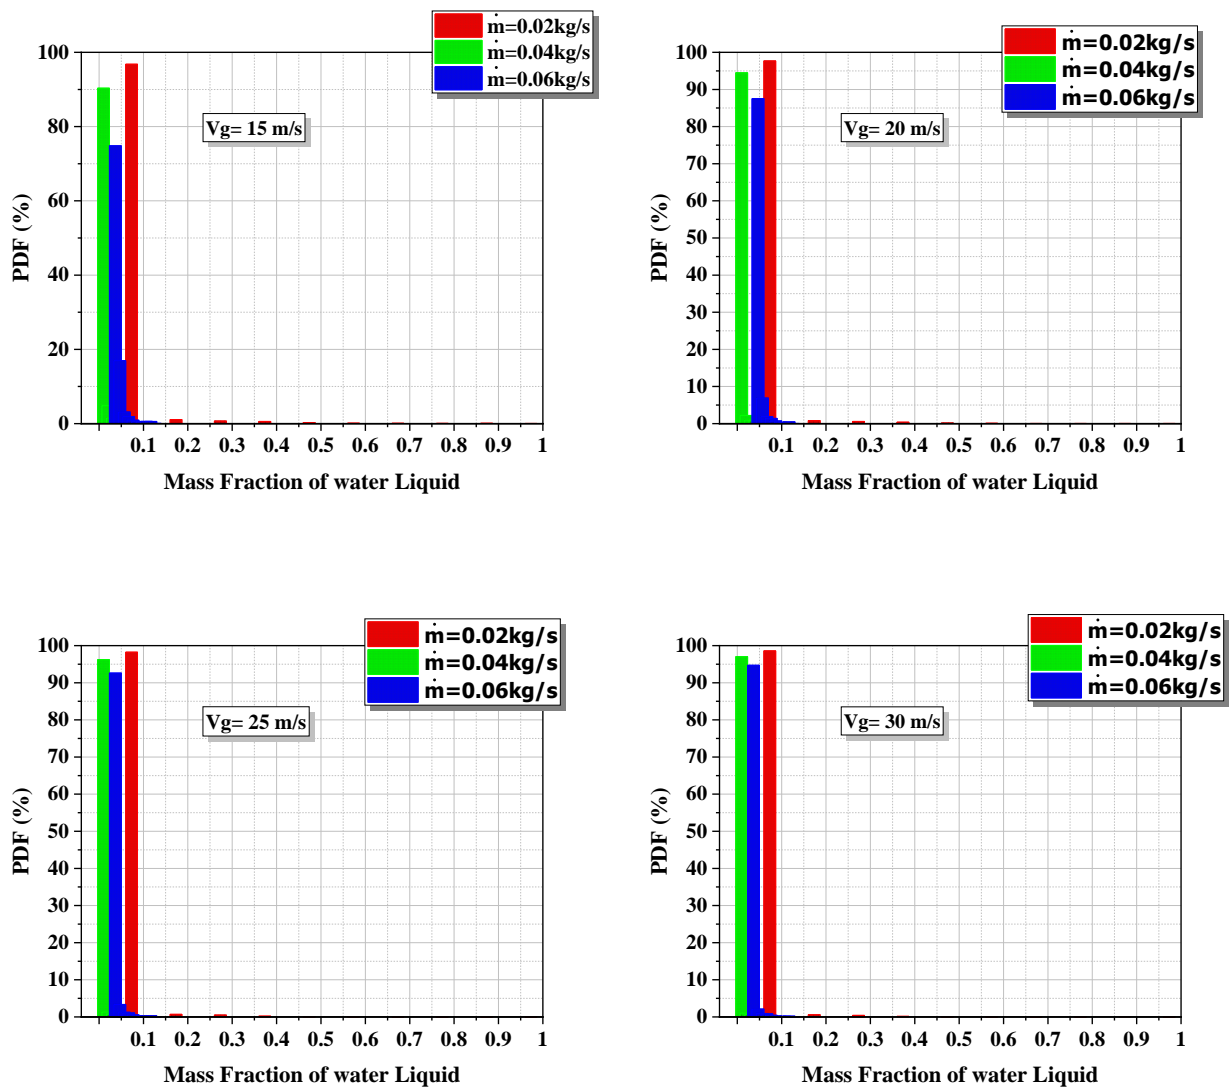 ṁ=0.02kg/s
ṁ=0.04kg/s
ṁ=0.06kg/s
Vg= 15 m/s
PDF (%)
100
80
60
40
20
0
0.1 0.2 0.3 0.4 0.5 0.6 0.7 0.8 0.9 1
Mass Fraction of water Liquid
ṁ=0.02kg/s
ṁ=0.04kg/s
ṁ=0.06kg/s
Vg= 20 m/s
PDF (%)
100
90
80
70
60
50
40
30
20
10
0
0.1 0.2 0.3 0.4 0.5 0.6 0.7 0.8 0.9 1
Mass Fraction of water Liquid
ṁ=0.02kg/s
ṁ=0.04kg/s
ṁ=0.06kg/s
Vg= 25 m/s
PDF (%)
100
90
80
70
60
50
40
30
20
10
0
0.1 0.2 0.3 0.4 0.5 0.6 0.7 0.8 0.9 1
Mass Fraction of water Liquid
ṁ=0.02kg/s
ṁ=0.04kg/s
ṁ=0.06kg/s
Vg= 30 m/s
PDF (%)
100
90
80
70
60
50
40
30
20
10
0
0.1 0.2 0.3 0.4 0.5 0.6 0.7 0.8 0.9 1
Mass Fraction of water Liquid